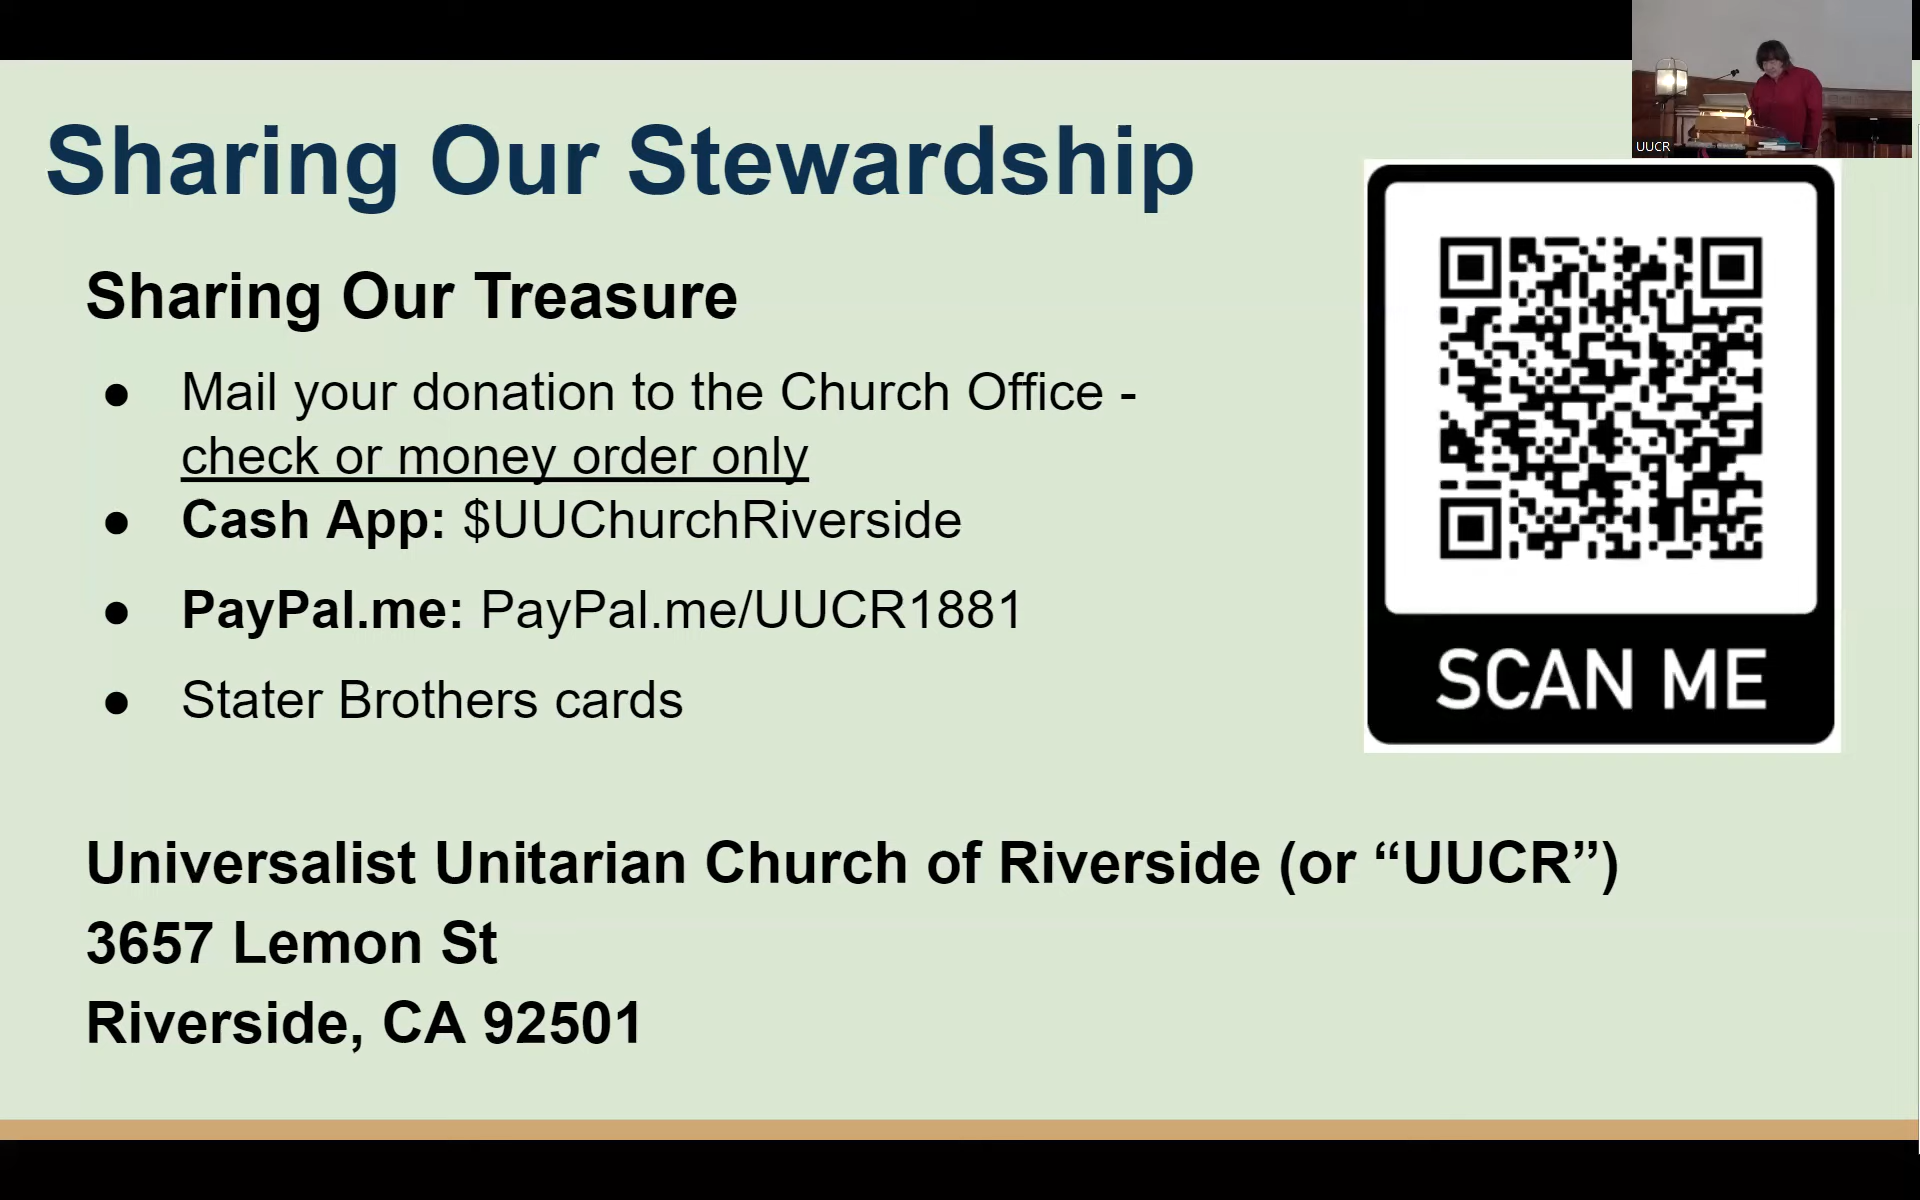 UUCR
Sharing Our Stewardship
Sharing Our Treasure
● Mail your donation to the Church Office -
check or money order only
● Cash App: $UUChurchRiverside
● PayPal.me: PayPal.me/UUCR1881
● Stater Brothers cards
SCAN ME
Universalist Unitarian Church of Riverside (or “UUCR”)
3657 Lemon St
Riverside, CA 92501